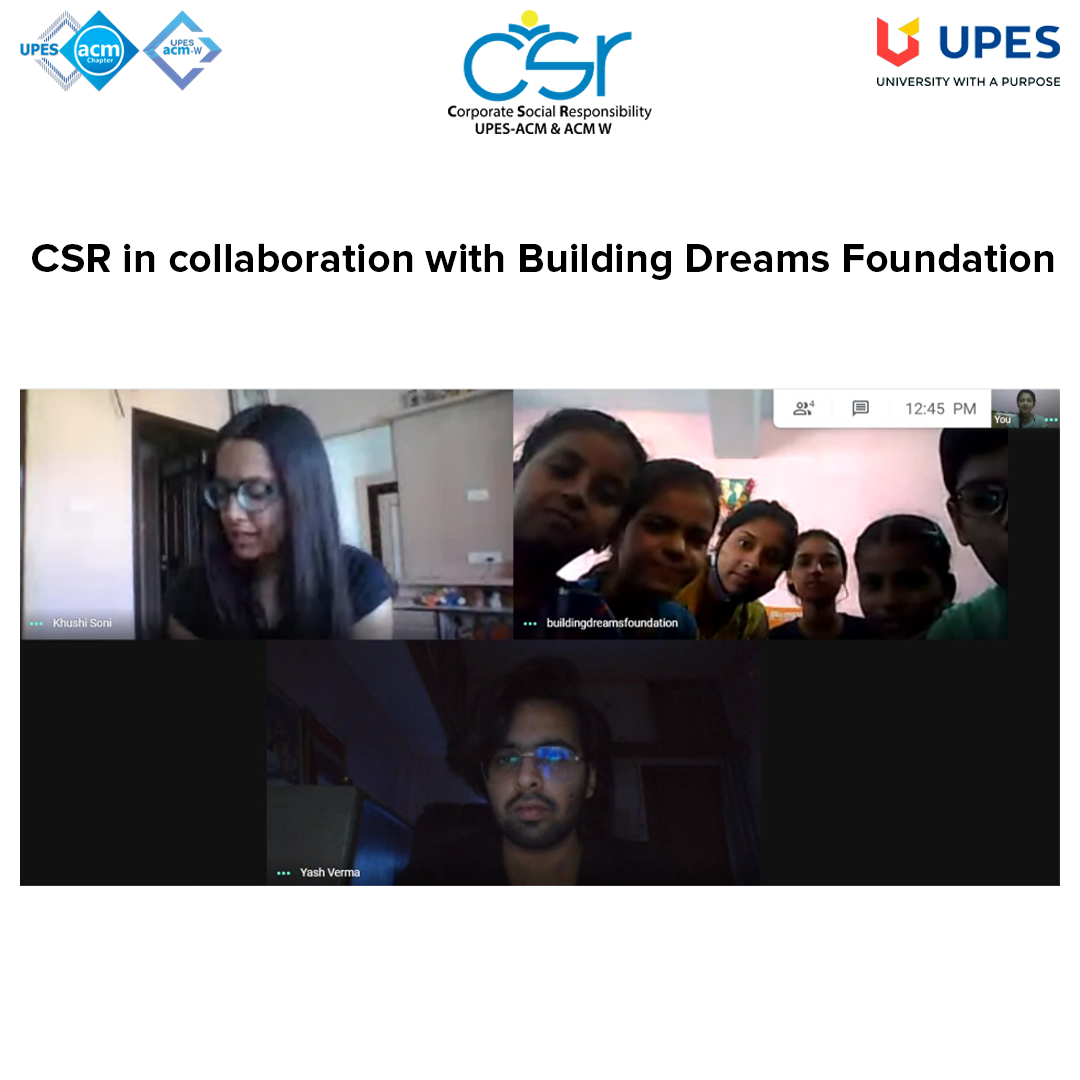 UPES acm Chapter
UPES acm-w
csr
Corporate Social Responsibility
UPES-ACM & ACM W
UPES
UNIVERSITY WITH A PURPOSE
CSR in collaboration with Building Dreams Foundation
4
12:45 PM
You
Khushi Soni
buildingdreamsfoundation
Yash Verma